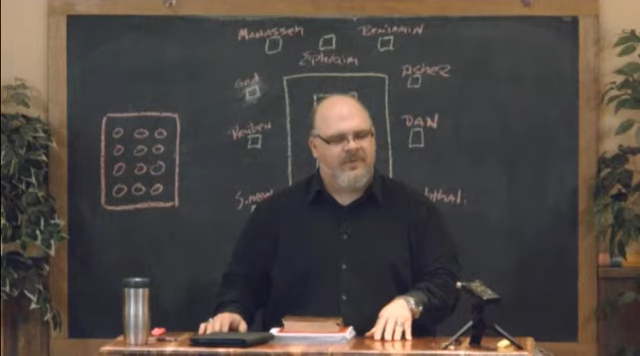 Manasseh
Benjamin
Ephraim
Gad
Asher
Reuben
DAN